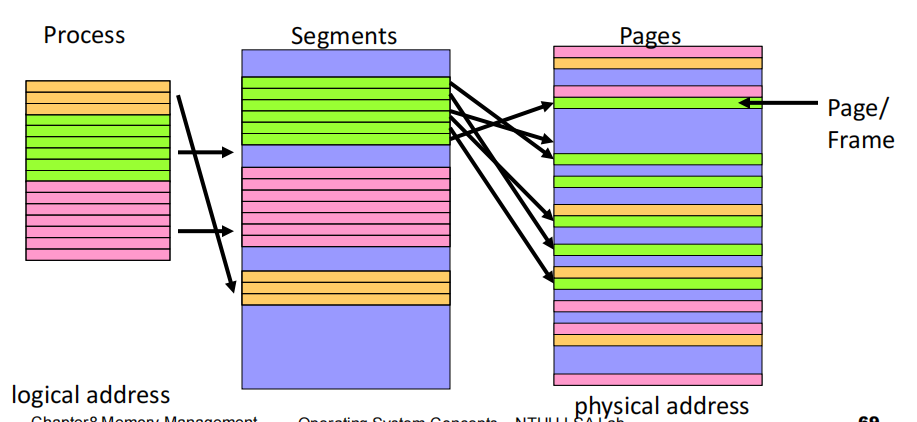 Process
Segments
Pages
Page/
Frame
logical address
physical address
Chapter8 Memory Management
Operating System Concepts – NTHU LSA Lab
69